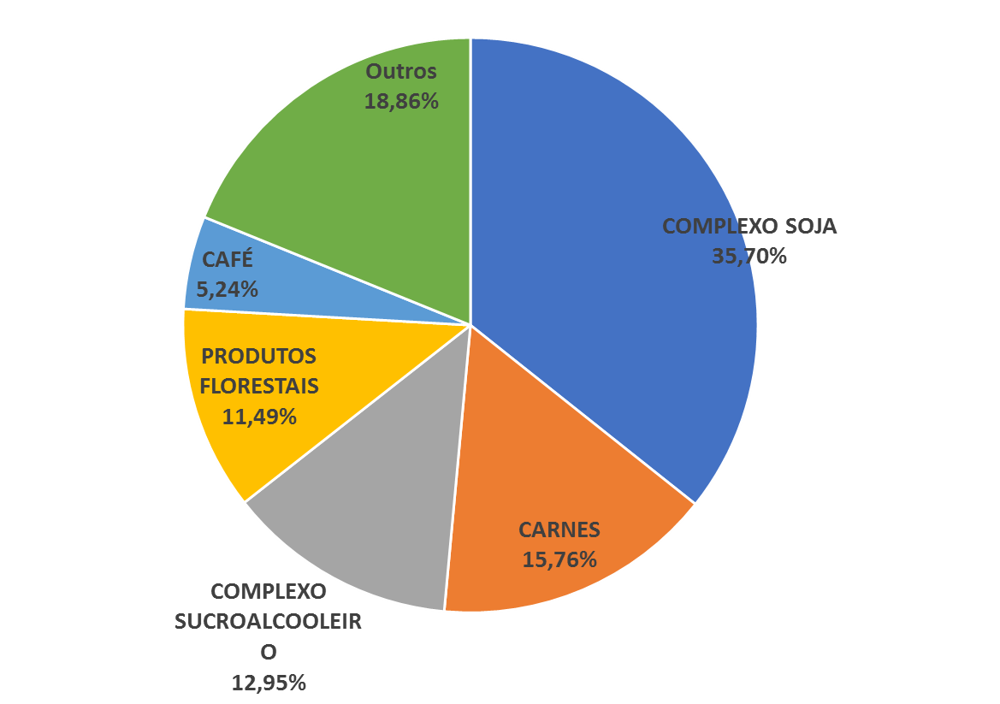 Outros
18,86%
COMPLEXO SOJA
35,70%
CAFÉ
5,24%
PRODUTOS
FLORESTAIS
11,49%
CARNES
15,76%
COMPLEXO
SUCROALCOOLEIR
O
12,95%